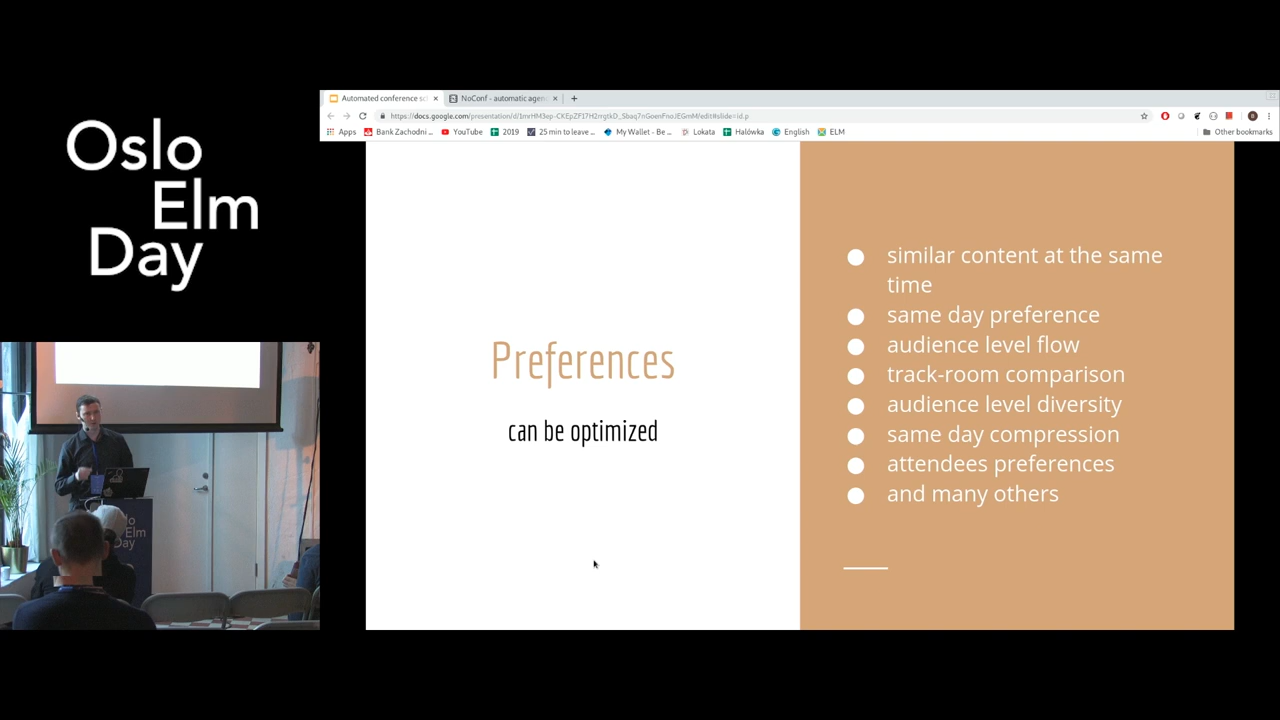 Oslo
Elm
Day
Automated conference sc
NoConf - automatic agen
Apps
Bank Zachodni ...
YouTube
2019
25 min to leave ...
My Wallet - Be ...
Lokata
Halówka
English
ELM
Other bookmarks
Preferences
can be optimized
similar content at the same
time
same day preference
audience level flow
track-room comparison
audience level diversity
same day compression
attendees preferences
and many others
slo
Elm
Day